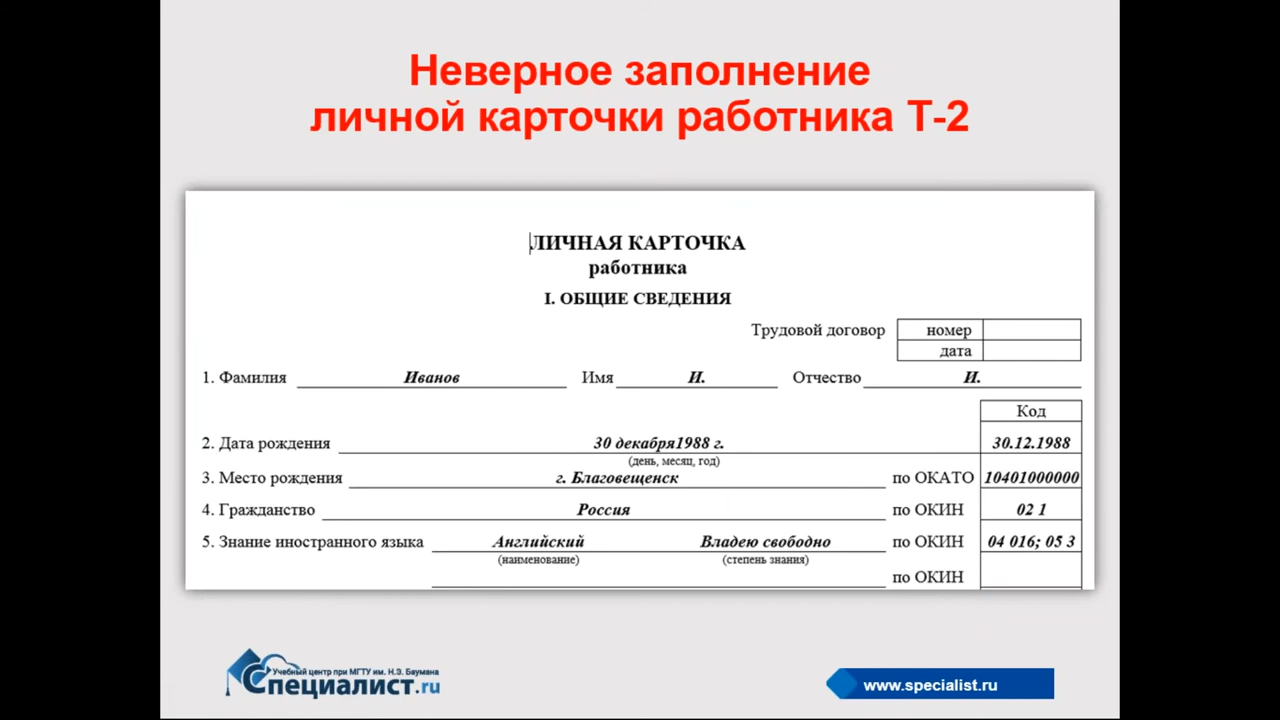 Неверное заполнение
личной карточки работника Т-2
ЛИЧНАЯ КАРТОЧКА
работника
I. ОБЩИЕ СВЕДЕНИЯ
Трудовой договор номер
дата
1. Фамилия Иванов Имя И. Отчество И.
Код
2. Дата рождения 30 декабря1988 г. 30.12.1988
(день, месяц, год)
3. Место рождения г. Благовещенск по ОКАТО 10401000000
4. Гражданство Россия по ОКИН 02 1
5. Знание иностранного языка Английский Владею свободно по ОКИН 04 016; 05 3
(наименование) (степень знания)
по ОКИН
Учебный центр при МГТУ им. Н.Э. Баумана
Специалист.ru
www.specialist.ru